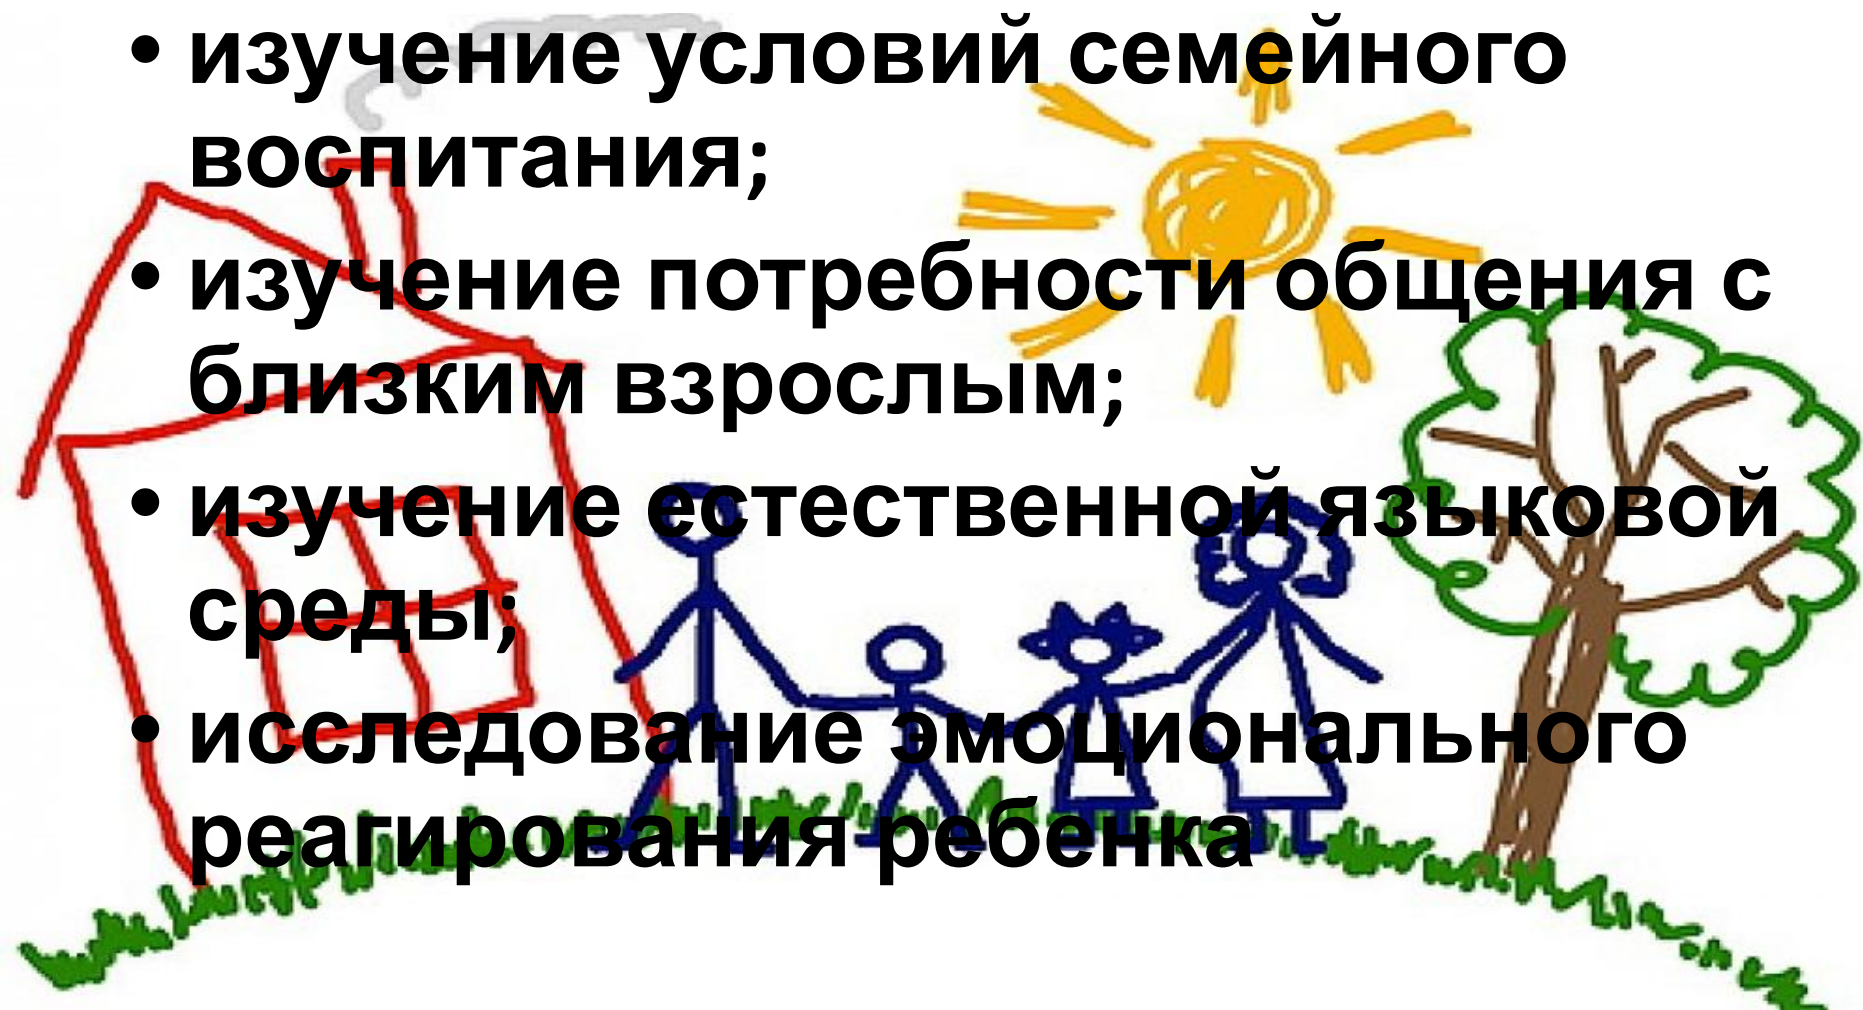 • изучение условий семейного
воспитания;
• изучение потребности общения с
близким взрослым;
• изучение естественной языковой
среды;
• исследование эмоционального
реагирования ребенка